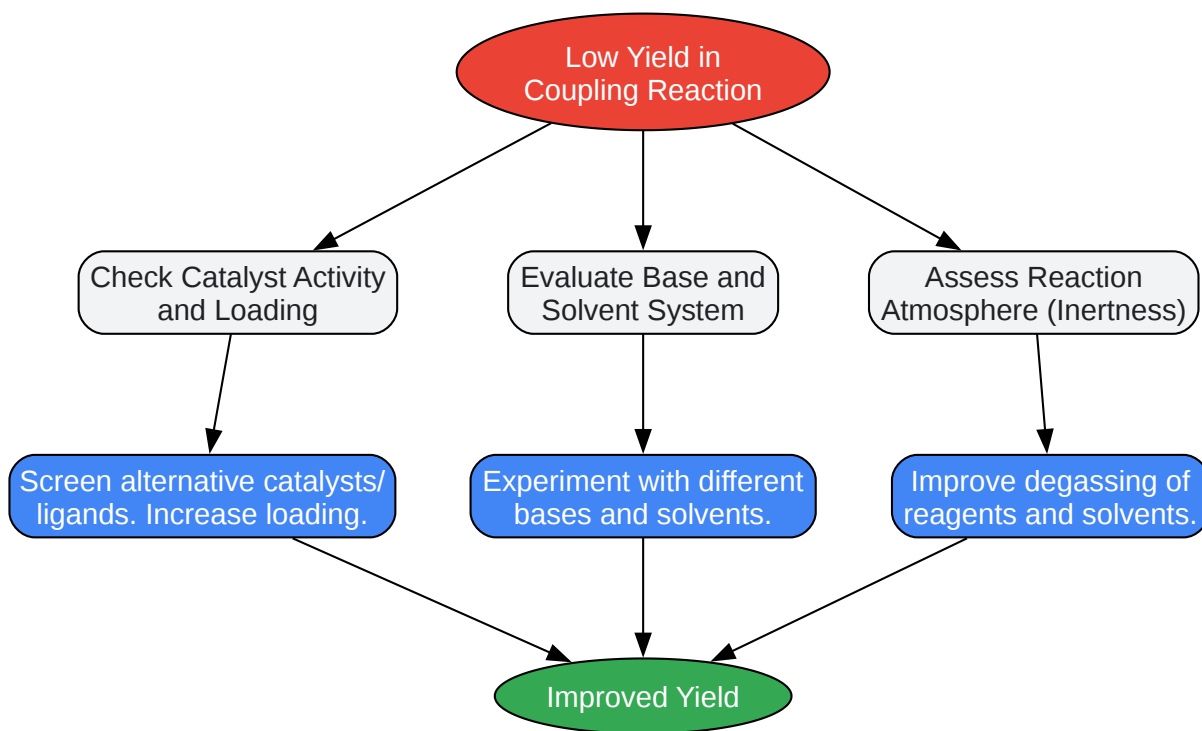 Low Yield in
Coupling Reaction
Check Catalyst Activity
and Loading
Evaluate Base and
Solvent System
Assess Reaction
Atmosphere (Inertness)
Screen alternative catalysts/
ligands. Increase loading.
Experiment with different
bases and solvents.
Improve degassing of
reagents and solvents.
Improved Yield